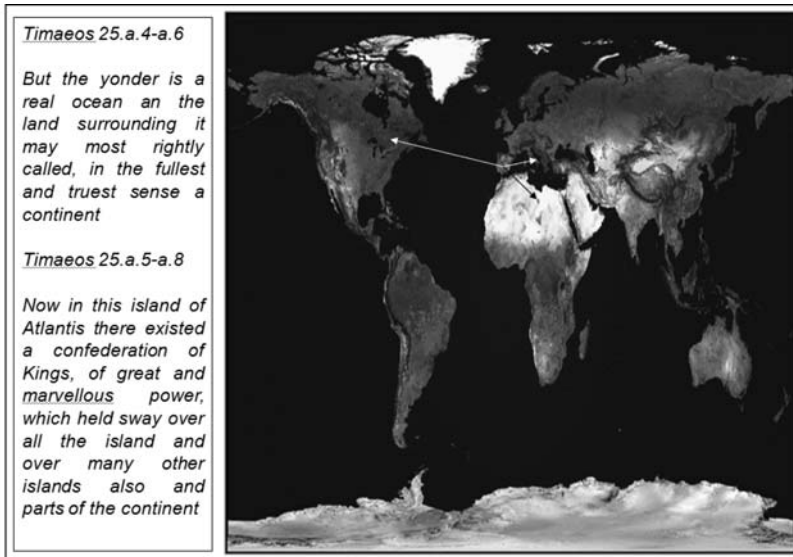 Timaeos 25.a.4-a.6
But the yonder is a
real ocean an the
land surrounding it
may most rightly
called, in the fullest
and truest sense a
continent
Timaeos 25.a.5-a.8
Now in this island of
Atlantis there existed
a confederation of
Kings, of great and
marvellous power,
which held sway over
all the island and
over many other
islands also and
parts of the continent